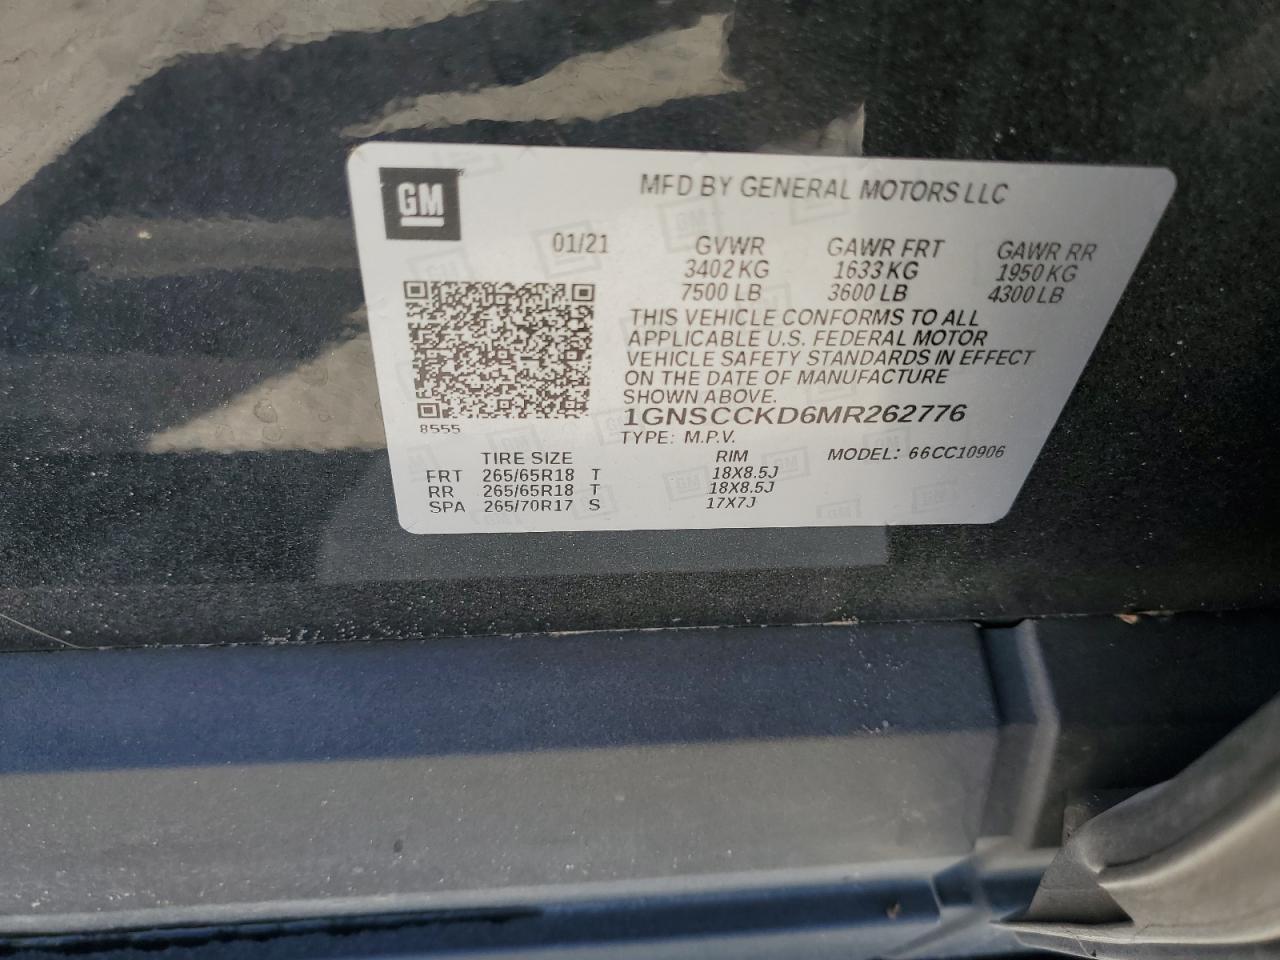 GM
MFD BY GENERAL MOTORS LLC
01/21 GVWR GAWR FRT GAWR RR
3402 KG 1633 KG 1950 KG
7500 LB 3600 LB 4300 LB
THIS VEHICLE CONFORMS TO ALL
APPLICABLE U.S. FEDERAL MOTOR
VEHICLE SAFETY STANDARDS IN EFFECT
ON THE DATE OF MANUFACTURE
SHOWN ABOVE.
1GNSCCKD6MR262776
8555
TYPE: M.P.V. MODEL: 66CC10906
TIRE SIZE RIM
FRT 265/65R18 T 18X8.5J
RR 265/65R18 T 18X8.5J
SPA 265/70R17 S 17X7J